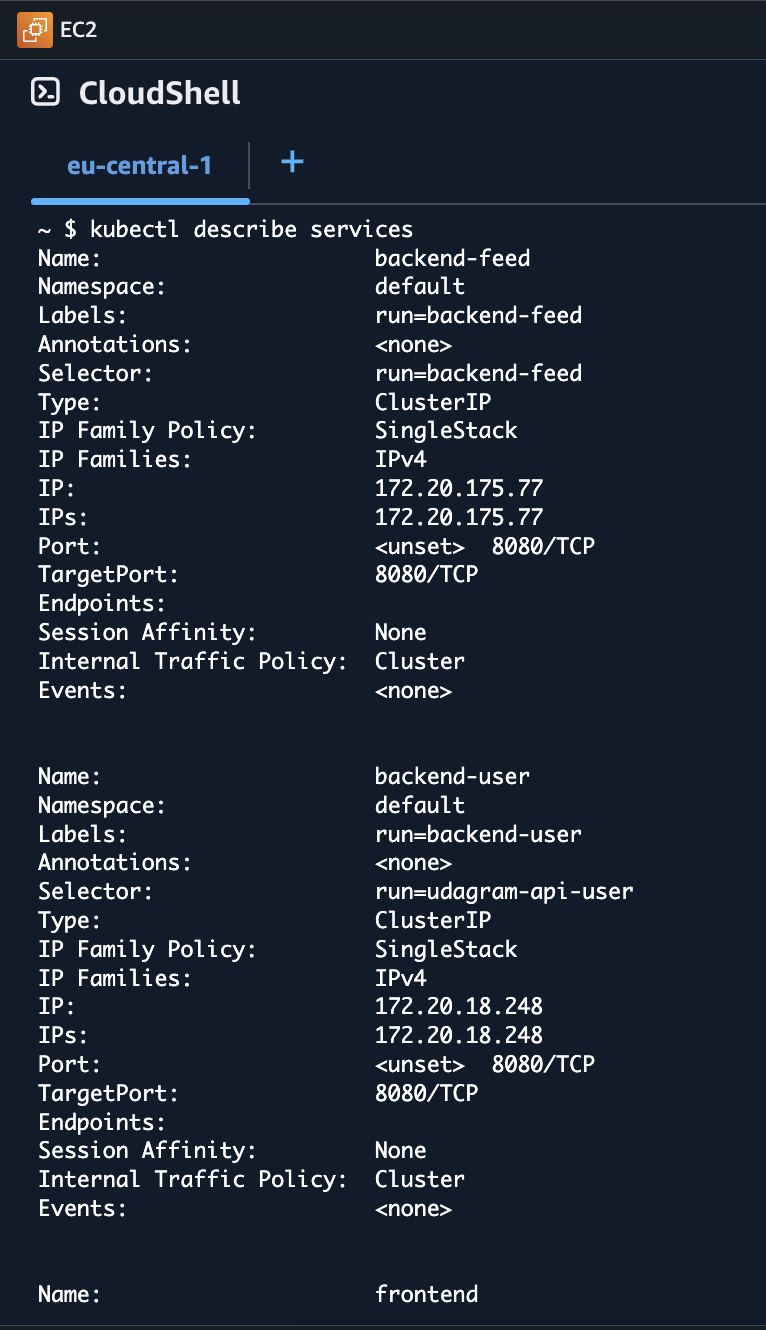 EC2
CloudShell
eu-central-1 +
~ $ kubectl describe services
Name:                     backend-feed
Namespace:                default
Labels:                   run=backend-feed
Annotations:              <none>
Selector:                 run=backend-feed
Type:                     ClusterIP
IP Family Policy:         SingleStack
IP Families:              IPv4
IP:                       172.20.175.77
IPs:                      172.20.175.77
Port:                     <unset>  8080/TCP
TargetPort:               8080/TCP
Endpoints:
Session Affinity:         None
Internal Traffic Policy:  Cluster
Events:                   <none>
Name:                     backend-user
Namespace:                default
Labels:                   run=backend-user
Annotations:              <none>
Selector:                 run=udagram-api-user
Type:                     ClusterIP
IP Family Policy:         SingleStack
IP Families:              IPv4
IP:                       172.20.18.248
IPs:                      172.20.18.248
Port:                     <unset>  8080/TCP
TargetPort:               8080/TCP
Endpoints:
Session Affinity:         None
Internal Traffic Policy:  Cluster
Events:                   <none>
Name:                     frontend